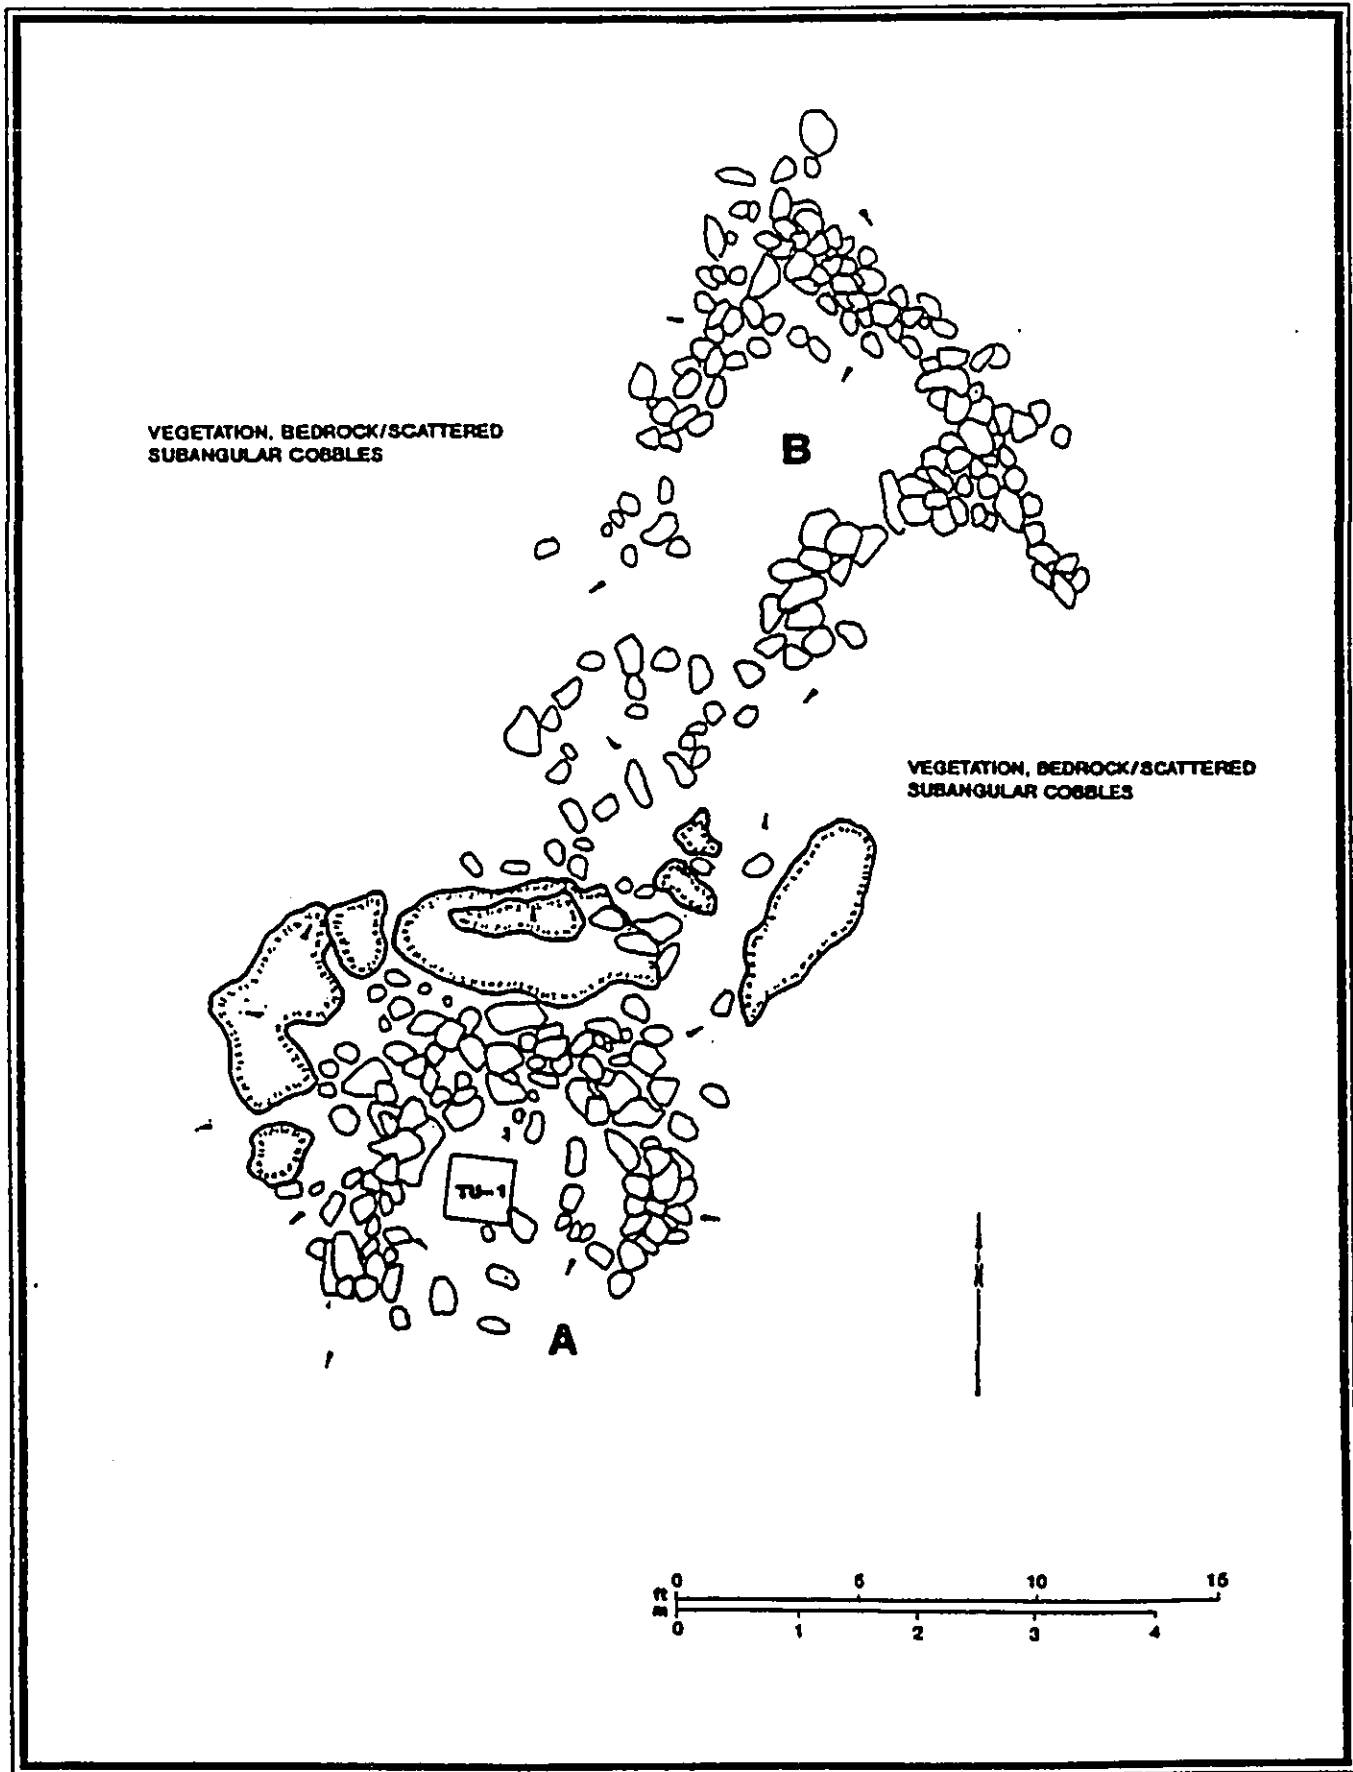 B
VEGETATION, BEDROCK/SCATTERED
SUBANGULAR COBBLES
VEGETATION, BEDROCK/SCATTERED
SUBANGULAR COBBLES
TU-1
N
A
0 5 10 15
ft
m
0 1 2 3 4